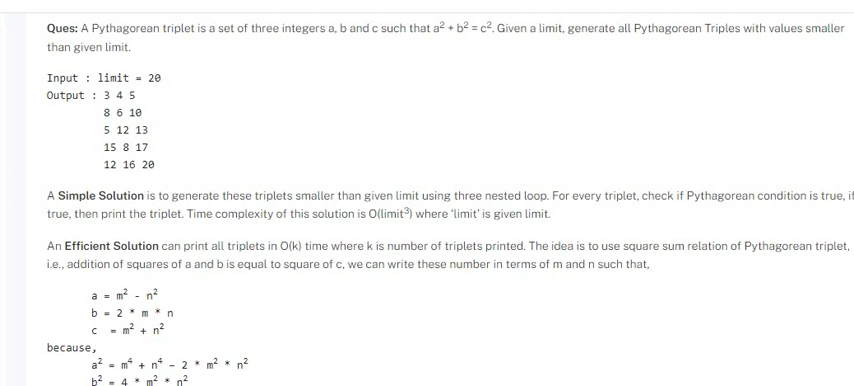 Ques: A Pythagorean triplet is a set of three integers a, b and c such that a² + b² = c². Given a limit, generate all Pythagorean Triples with values smaller
than given limit.
Input : limit = 20
Output : 3 4 5
8 6 10
5 12 13
15 8 17
12 16 20
A Simple Solution is to generate these triplets smaller than given limit using three nested loop. For every triplet, check if Pythagorean condition is true, if
true, then print the triplet. Time complexity of this solution is O(limit³) where 'limit' is given limit.
An Efficient Solution can print all triplets in O(k) time where k is number of triplets printed. The idea is to use square sum relation of Pythagorean triplet,
i.e., addition of squares of a and b is equal to square of c, we can write these number in terms of m and n such that,
a = m² - n²
b = 2 * m * n
c = m² + n²
because,
a² = m⁴ + n⁴ - 2 * m² * n²
b² = 4 * m² * n²